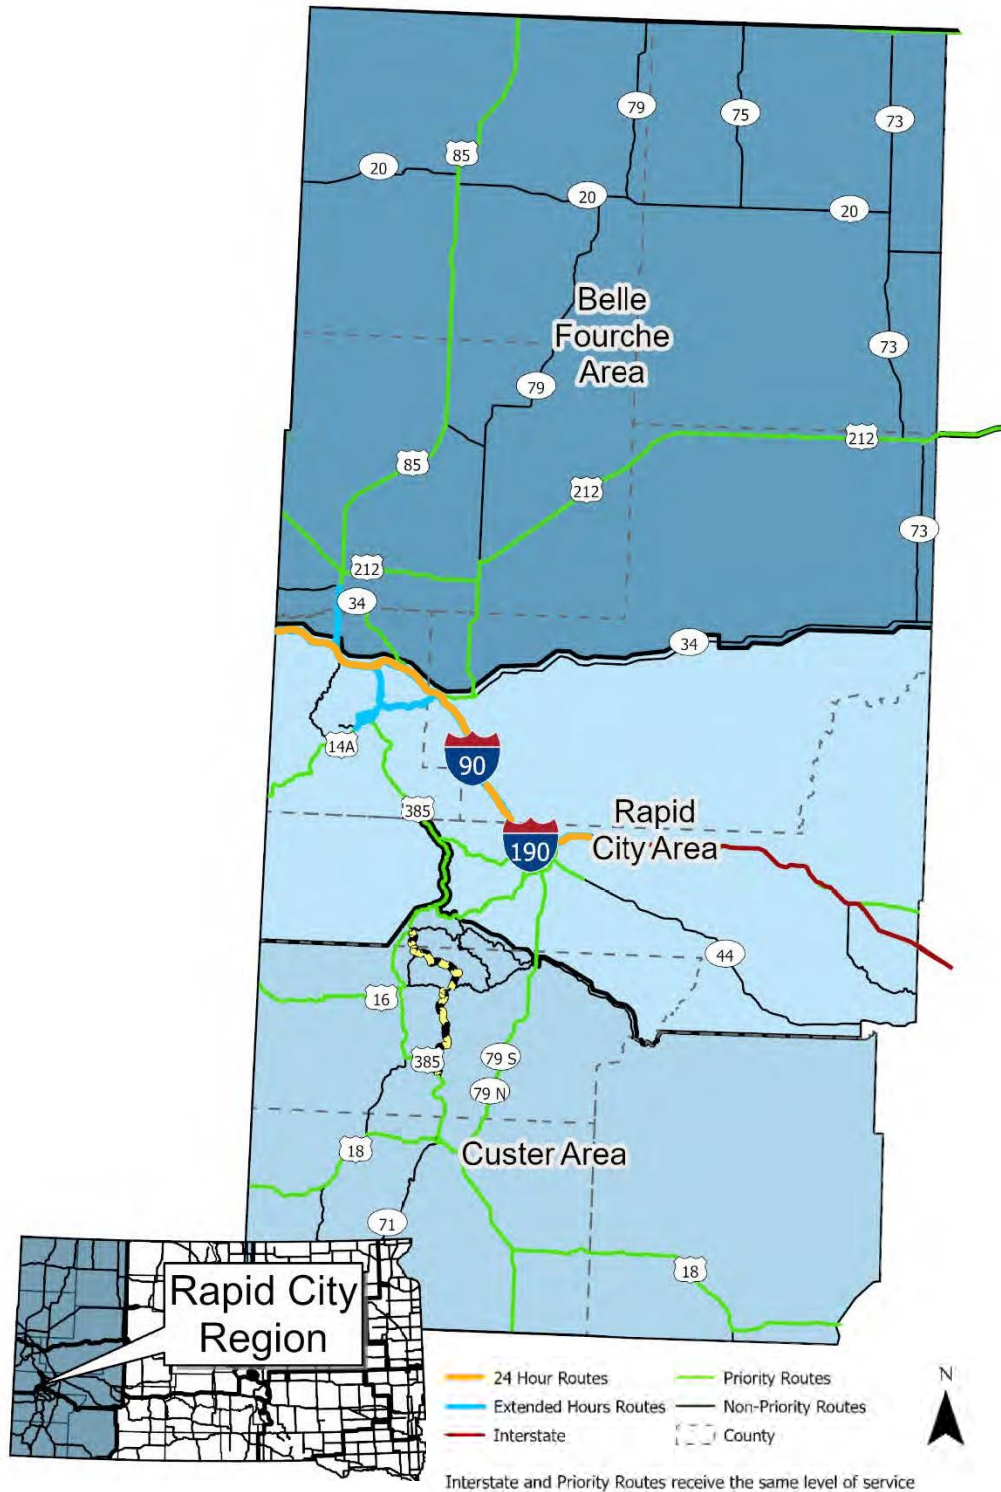 79
75
73
85
20
20
20
Belle
Fourche
Area
73
79
212
85
212
73
212
34
34
14A
90
385
Rapid
City Area
190
44
16
385
79 S
79 N
18
Custer Area
71
18
Rapid City
Region
24 Hour Routes
Priority Routes
Extended Hours Routes
Non-Priority Routes
Interstate
County
N
Interstate and Priority Routes receive the same level of service